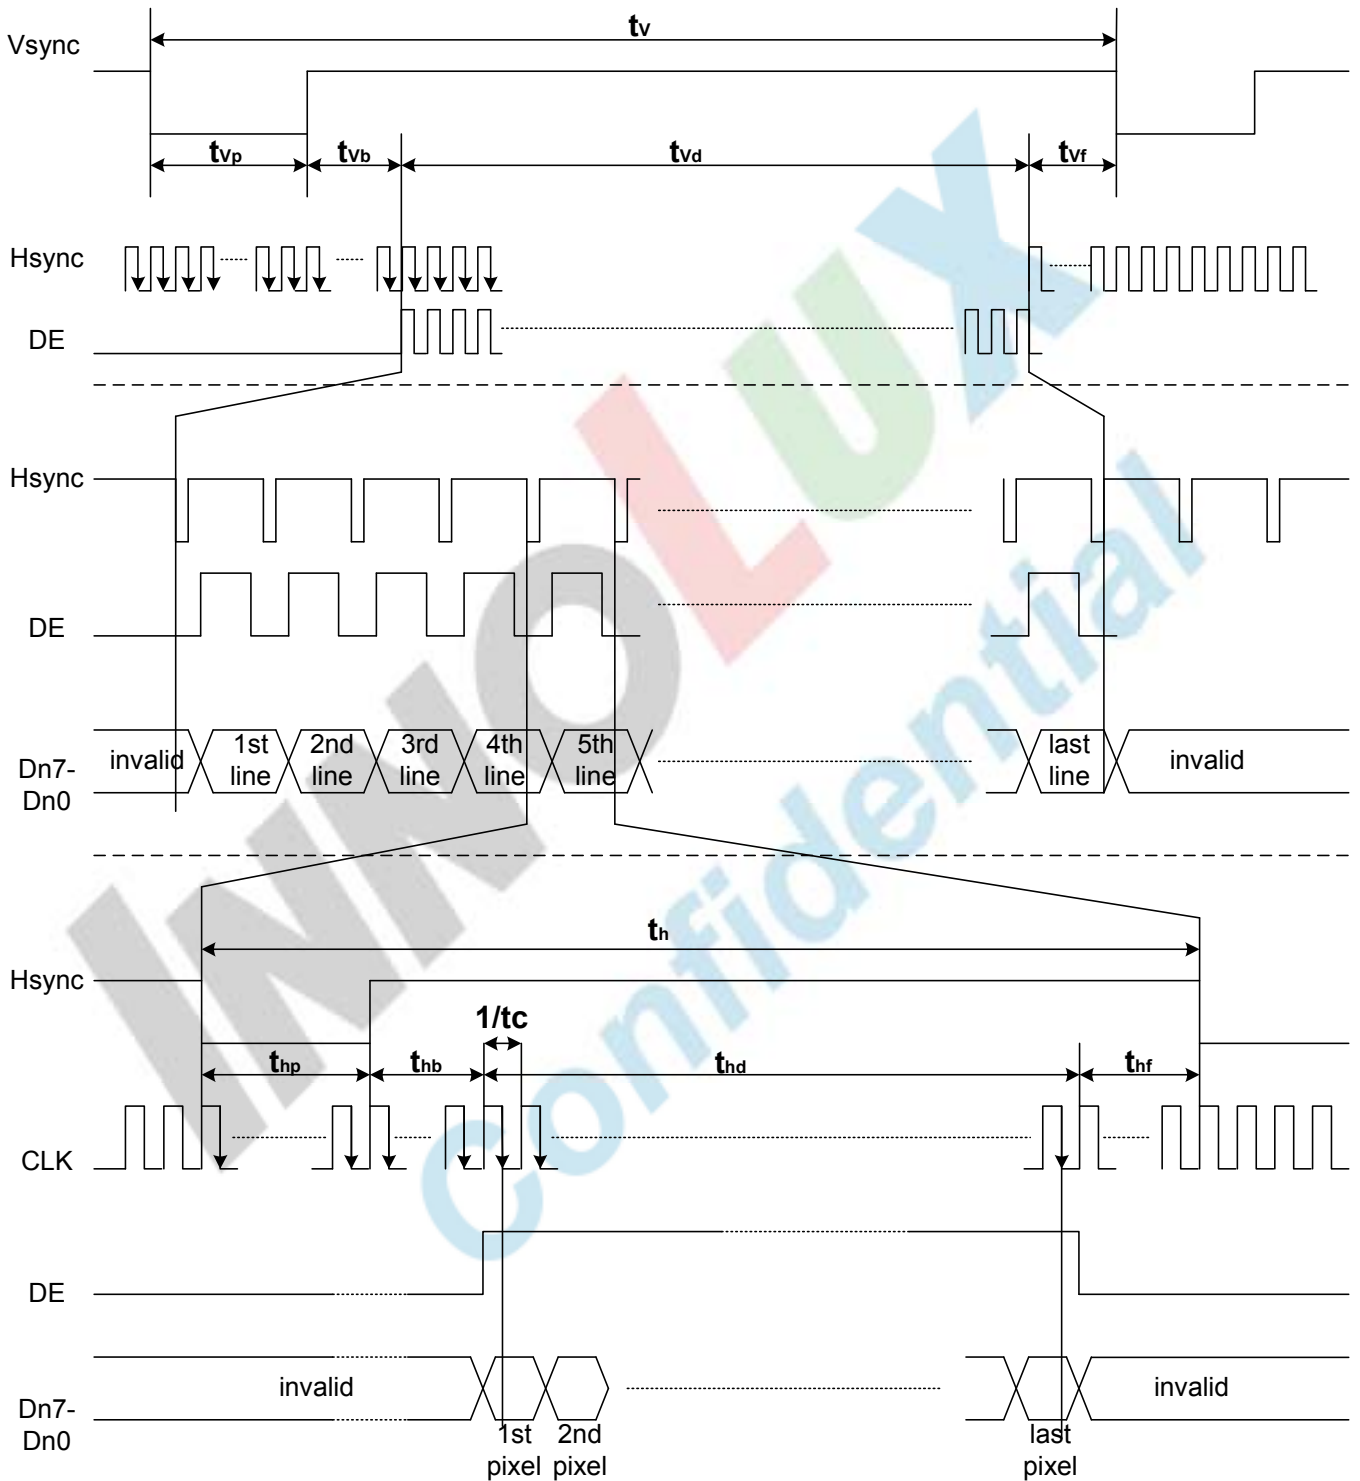 tv
Vsync
tvp
tvb
tvd
tvf
Hsync
DE
Hsync
DE
Dn7-
Dn0
invalid
1st
line
2nd
line
3rd
line
4th
line
5th
line
last
line
invalid
th
Hsync
1/tc
thp
thb
thd
thf
CLK
DE
Dn7-
Dn0
invalid
1st
pixel
2nd
pixel
last
pixel
invalid
INNOLUX
Confidential